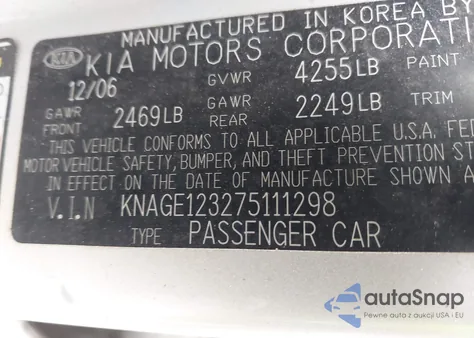 MANUFACTURED IN KOREA BY
KIA KIA MOTORS CORPORATI
12/06 GVWR 4255LB PAINT
GAWR FRONT 2469LB GAWR REAR 2249LB TRIM
THIS VEHICLE CONFORMS TO ALL APPLICABLE U.S.A. FED
MOTOR VEHICLE SAFETY, BUMPER, AND THEFT PREVENTION ST
IN EFFECT ON THE DATE OF MANUFACTURE SHOWN A
V.I.N KNAGE123275111298
TYPE PASSENGER CAR
autoSnap
Pewne zakupy z aukcji USA i EU